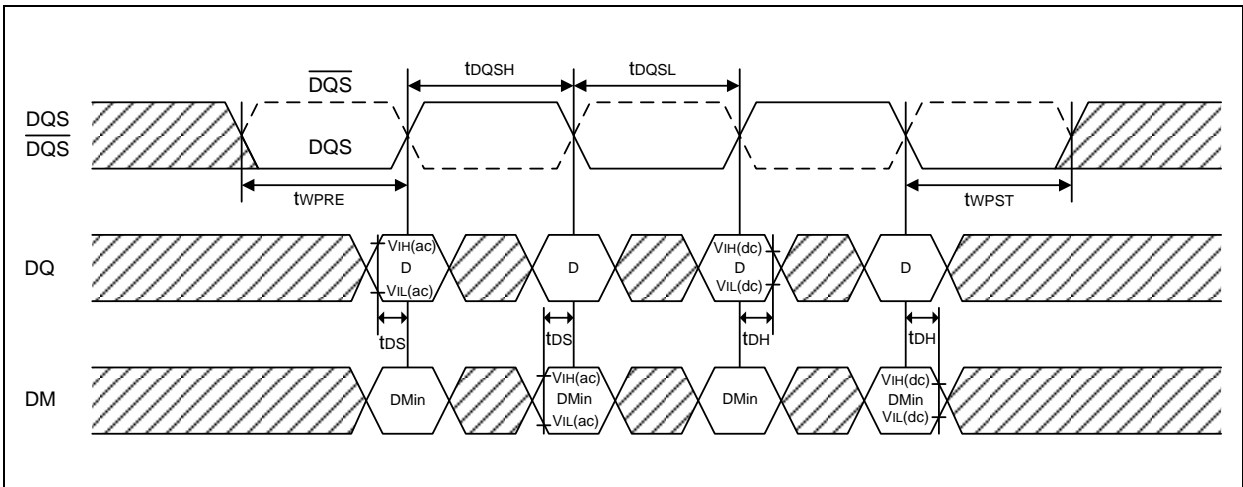 DQS
tDQSH
tDQSL
DQS
DQS
DQS
tWPRE
tWPST
DQ
VIH(ac)
D
VIL(ac)
D
VIH(dc)
D
VIL(dc)
D
tDS
tDS
tDH
tDH
DM
DMin
VIH(ac)
DMin
VIL(ac)
DMin
VIH(dc)
DMin
VIL(dc)